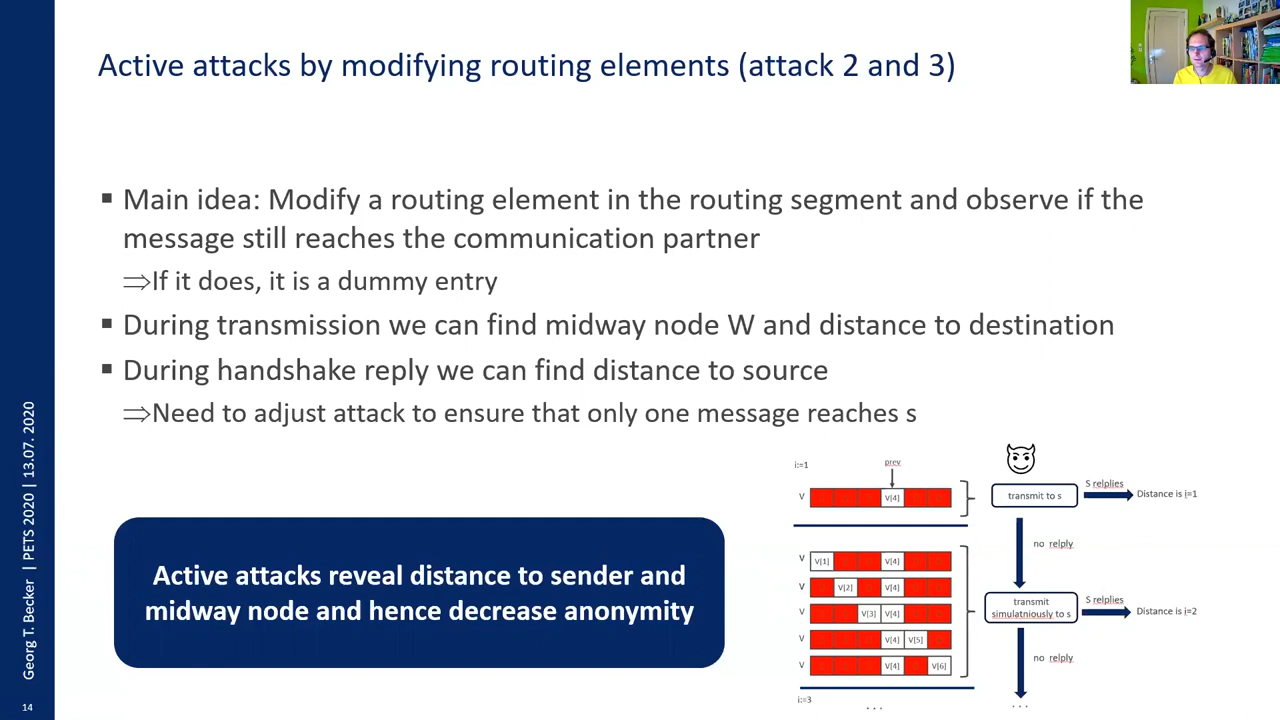 Active attacks by modifying routing elements (attack 2 and 3)
▪ Main idea: Modify a routing element in the routing segment and observe if the
message still reaches the communication partner
⇒If it does, it is a dummy entry
▪ During transmission we can find midway node W and distance to destination
▪ During handshake reply we can find distance to source
⇒Need to adjust attack to ensure that only one message reaches s
Active attacks reveal distance to sender and
midway node and hence decrease anonymity
i:=1
prev
V
V[4]
transmit to s
S relplies
Distance is i=1
no relply
V
V[1]
V[4]
V
V[2]
V[4]
V
V[3]
V[4]
V
V[4]
V[5]
V
V[4]
V[6]
transmit
simulatniously to s
S relplies
Distance is i=2
no relply
i:=3
. . .
. . .
Georg T. Becker | PETS 2020 | 13.07. 2020
14